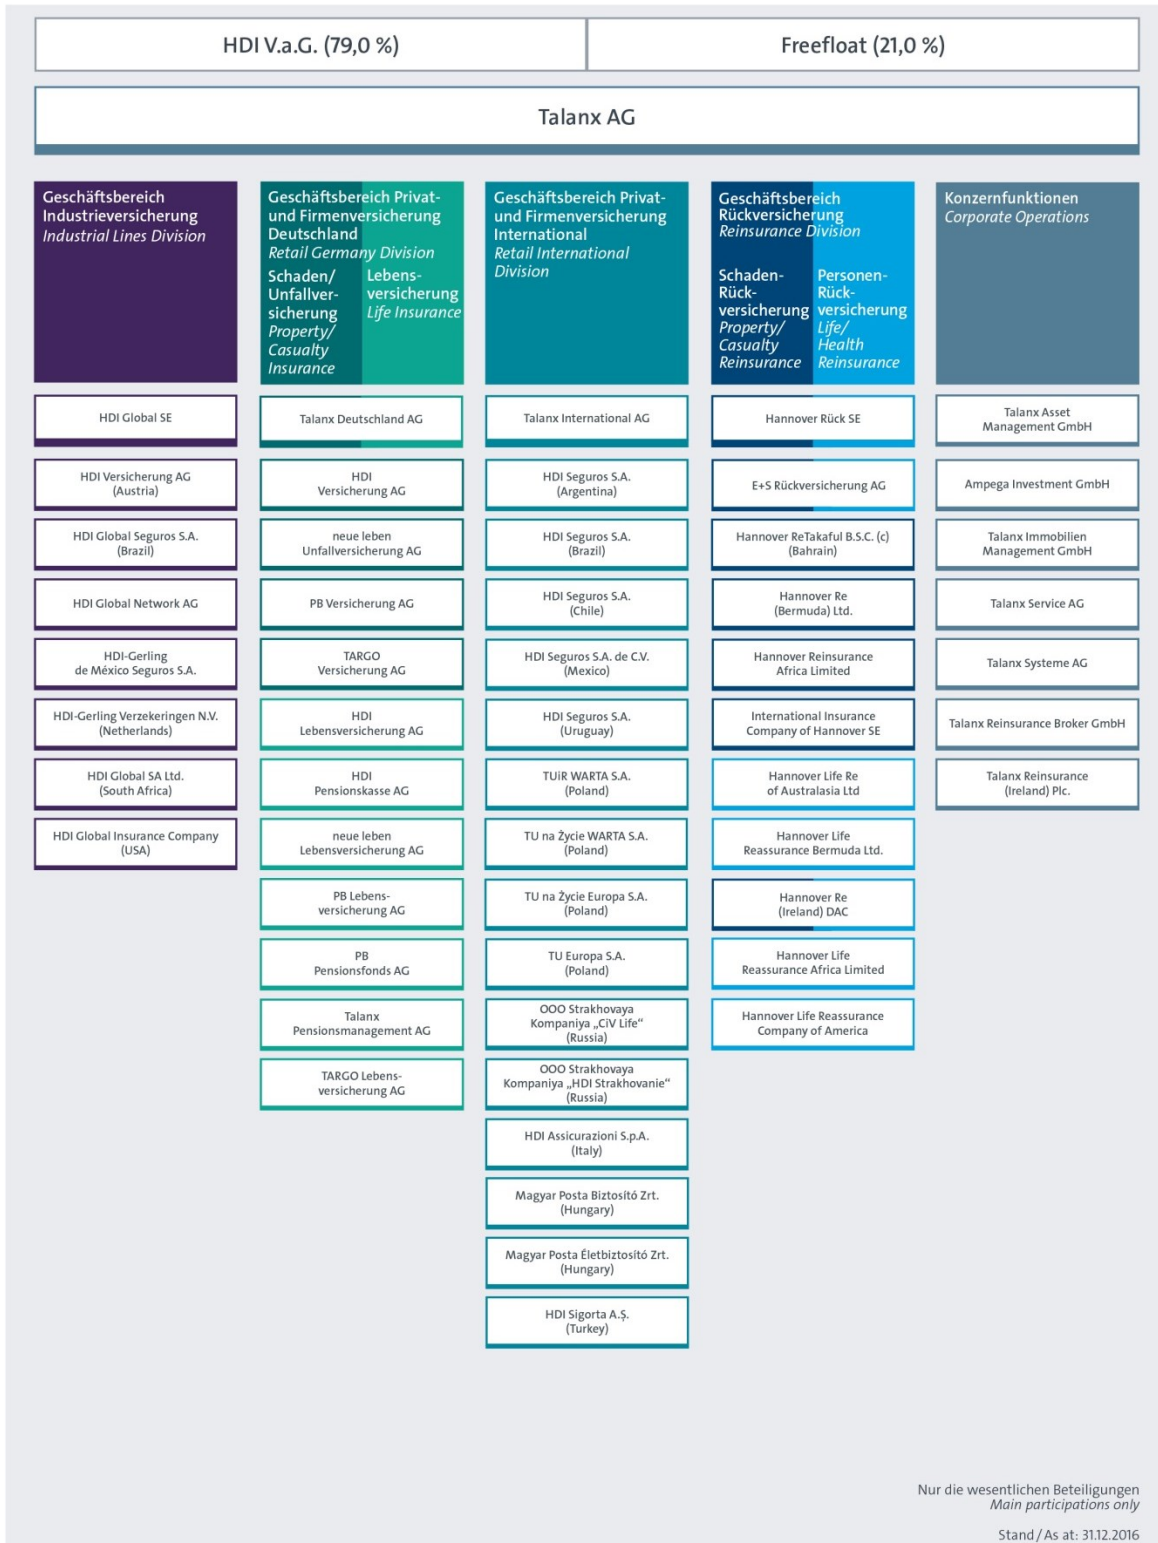 HDI V.a.G. (79,0 %)
Freefloat (21,0 %)
Talanx AG
Geschäftsbereich
Industrieversicherung
Industrial Lines Division
HDI Global SE
HDI Versicherung AG
(Austria)
HDI Global Seguros S.A.
(Brazil)
HDI Global Network AG
HDI-Gerling
de México Seguros S.A.
HDI-Gerling Verzekeringen N.V.
(Netherlands)
HDI Global SA Ltd.
(South Africa)
HDI Global Insurance Company
(USA)
Geschäftsbereich Privat-
und Firmenversicherung
Deutschland
Retail Germany Division
Schaden/
Unfallver-
sicherung
Property/
Casualty
Insurance
Lebens-
versicherung
Life Insurance
Talanx Deutschland AG
HDI
Versicherung AG
neue leben
Unfallversicherung AG
PB Versicherung AG
TARGO
Versicherung AG
HDI
Lebensversicherung AG
HDI
Pensionskasse AG
neue leben
Lebensversicherung AG
PB Lebens-
versicherung AG
PB
Pensionsfonds AG
Talanx
Pensionsmanagement AG
TARGO Lebens-
versicherung AG
Geschäftsbereich Privat-
und Firmenversicherung
International
Retail International
Division
Talanx International AG
HDI Seguros S.A.
(Argentina)
HDI Seguros S.A.
(Brazil)
HDI Seguros S.A.
(Chile)
HDI Seguros S.A. de C.V.
(Mexico)
HDI Seguros S.A.
(Uruguay)
TUiR WARTA S.A.
(Poland)
TU na Życie WARTA S.A.
(Poland)
TU na Życie Europa S.A.
(Poland)
TU Europa S.A.
(Poland)
OOO Strakhovaya
Kompaniya „CiV Life“
(Russia)
OOO Strakhovaya
Kompaniya „HDI Strakhovanie“
(Russia)
HDI Assicurazioni S.p.A.
(Italy)
Magyar Posta Biztosító Zrt.
(Hungary)
Magyar Posta Életbiztosító Zrt.
(Hungary)
HDI Sigorta A.Ş.
(Turkey)
Geschäftsbereich
Rückversicherung
Reinsurance Division
Schaden-
Rück-
versicherung
Property/
Casualty
Reinsurance
Personen-
Rück-
versicherung
Life/
Health
Reinsurance
Hannover Rück SE
E+S Rückversicherung AG
Hannover ReTakaful B.S.C. (c)
(Bahrain)
Hannover Re
(Bermuda) Ltd.
Hannover Reinsurance
Africa Limited
International Insurance
Company of Hannover SE
Hannover Life Re
of Australasia Ltd
Hannover Life
Reassurance Bermuda Ltd.
Hannover Re
(Ireland) DAC
Hannover Life
Reassurance Africa Limited
Hannover Life Reassurance
Company of America
Konzernfunktionen
Corporate Operations
Talanx Asset
Management GmbH
Ampega Investment GmbH
Talanx Immobilien
Management GmbH
Talanx Service AG
Talanx Systeme AG
Talanx Reinsurance Broker GmbH
Talanx Reinsurance
(Ireland) Plc.
Nur die wesentlichen Beteiligungen
Main participations only
Stand / As at: 31.12.2016